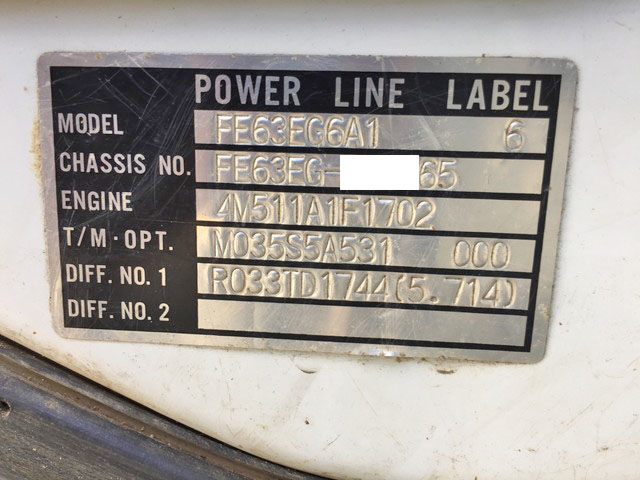 POWER LINE LABEL
MODEL FE63EG6A1 6
CHASSIS NO. FE63EG- 65
ENGINE 4M511A1F1702
T/M·OPT. M035S5A531 000
DIFF. NO. 1 R033TD1744(5.714)
DIFF. NO. 2